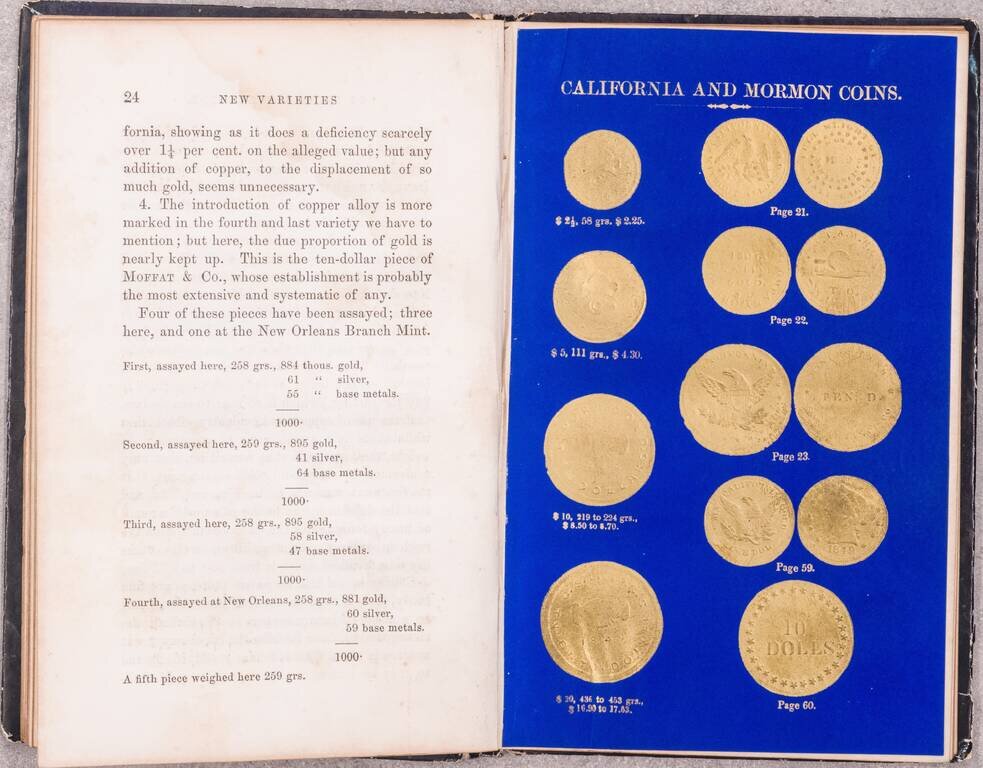 24
NEW VARIETIES
fornia, showing as it does a deficiency scarcely
over 1¼ per cent. on the alleged value; but any
addition of copper, to the displacement of so
much gold, seems unnecessary.
4. The introduction of copper alloy is more
marked in the fourth and last variety we have to
mention; but here, the due proportion of gold is
nearly kept up. This is the ten-dollar piece of
MOFFAT & Co., whose establishment is probably
the most extensive and systematic of any.
Four of these pieces have been assayed; three
here, and one at the New Orleans Branch Mint.
First, assayed here, 258 grs., 884 thous. gold,
61 “ silver,
55 “ base metals.
1000·
Second, assayed here, 259 grs., 895 gold,
41 silver,
64 base metals.
1000·
Third, assayed here, 258 grs., 895 gold,
58 silver,
47 base metals.
1000·
Fourth, assayed at New Orleans, 258 grs., 881 gold,
60 silver,
59 base metals.
1000·
A fifth piece weighed here 259 grs.
CALIFORNIA AND MORMON COINS.
$ 2½, 58 grs. $ 2.25.
$ 5, 111 grs., $ 4.30.
DOLL
$ 10, 219 to 224 grs.,
$ 8.50 to 8.70.
$ 20, 436 to 453 grs.,
$ 16.90 to 17.53.
Page 21.
Page 22.
TEN. D
Page 23.
1849
Page 59.
10
DOLLS
Page 60.